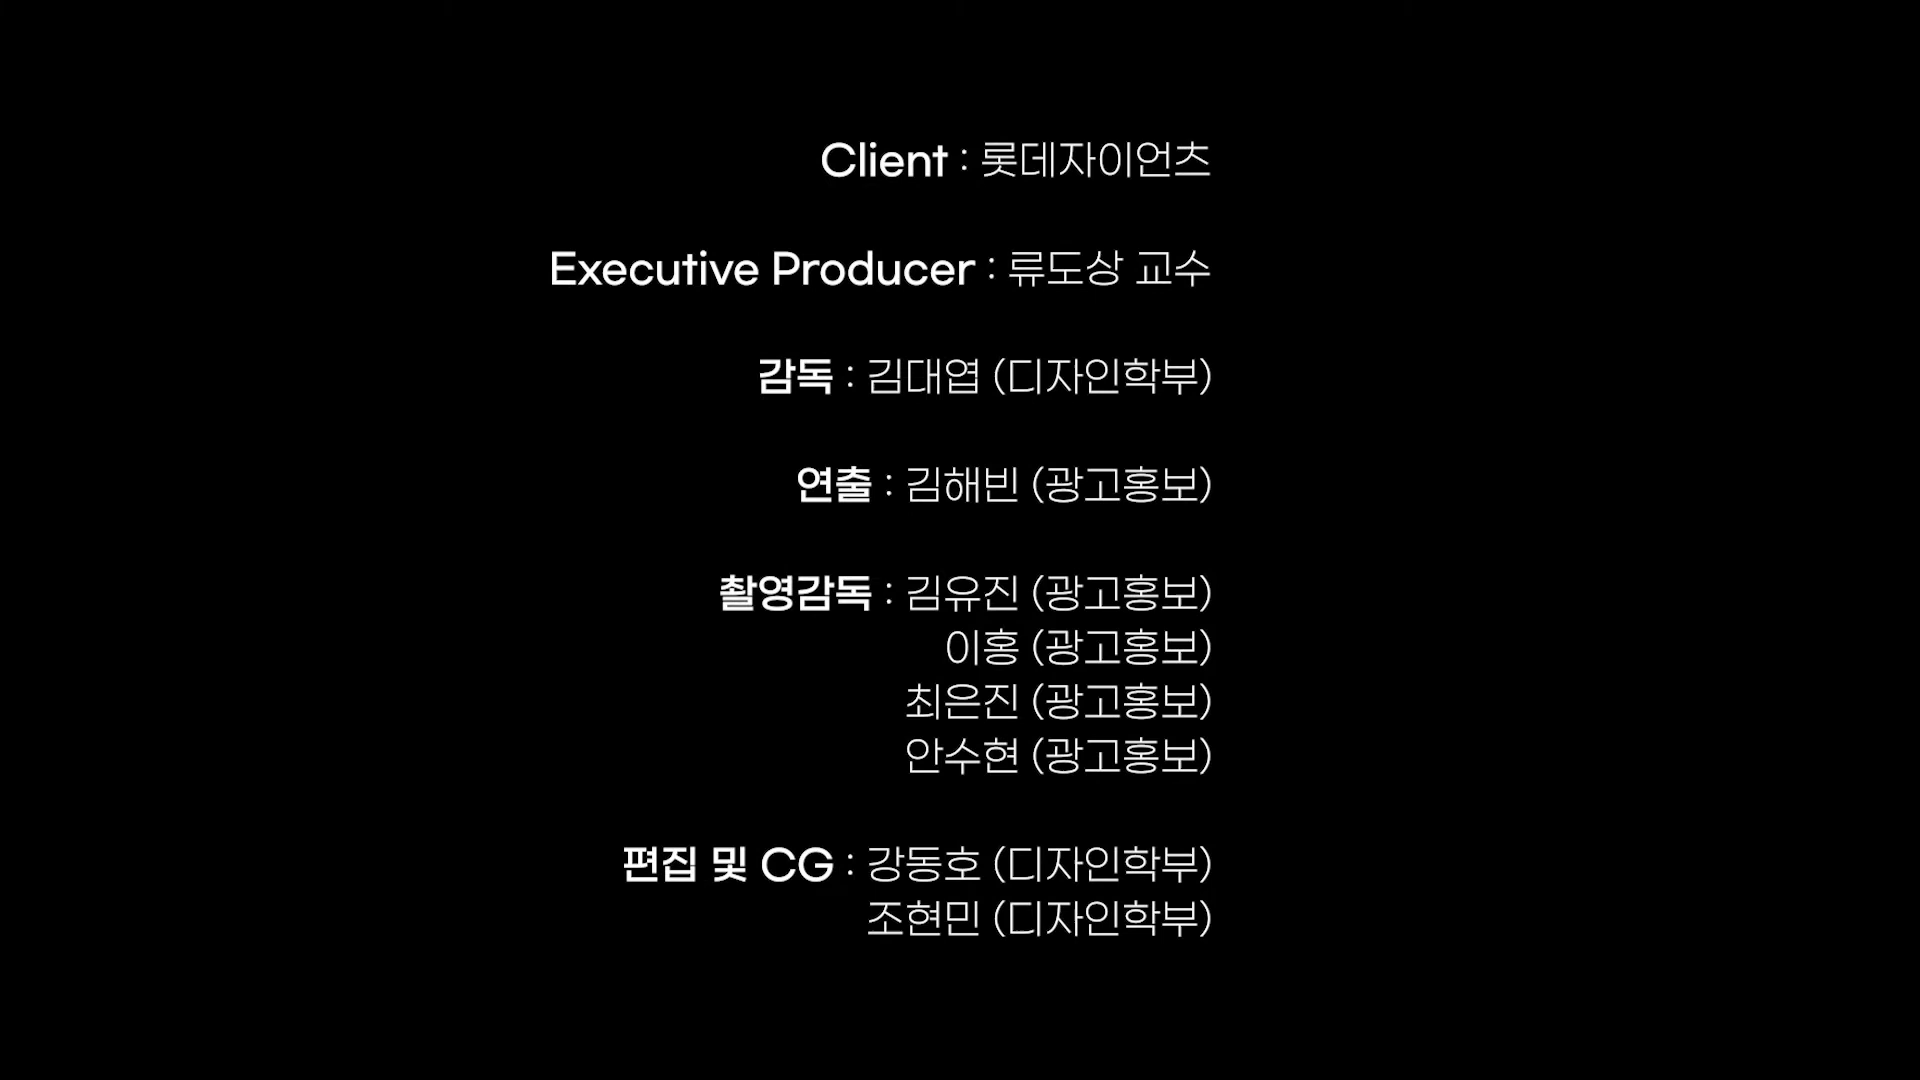 Client : 롯데자이언츠
Executive Producer : 류도상 교수
감독 : 김대엽 (디자인학부)
연출 : 김해빈 (광고홍보)
촬영감독 : 김유진 (광고홍보)
이홍 (광고홍보)
최은진 (광고홍보)
안수현 (광고홍보)
편집 및 CG : 강동호 (디자인학부)
조현민 (디자인학부)